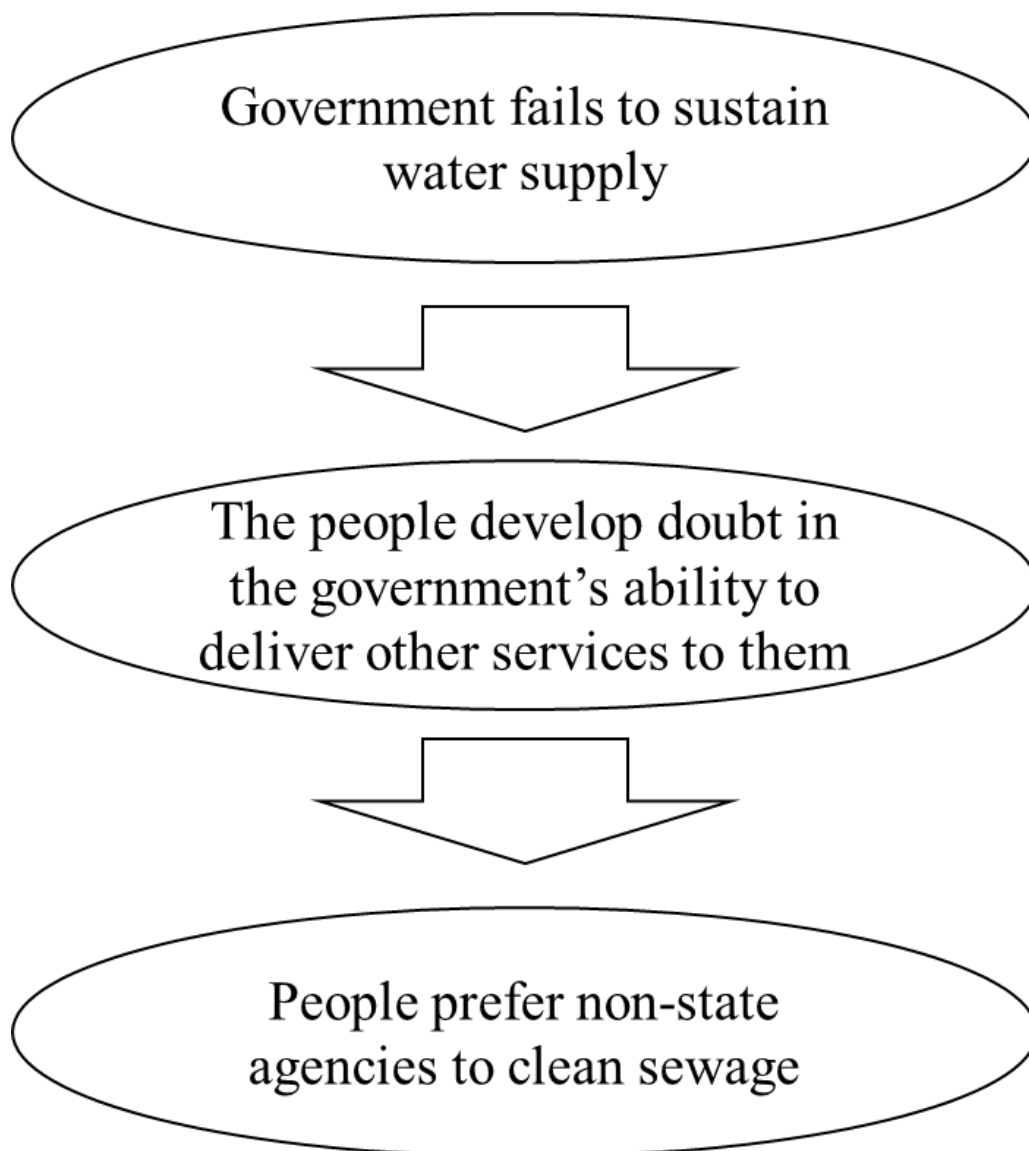 Government fails to sustain
water supply
The people develop doubt in
the government’s ability to
deliver other services to them
People prefer non-state
agencies to clean sewage